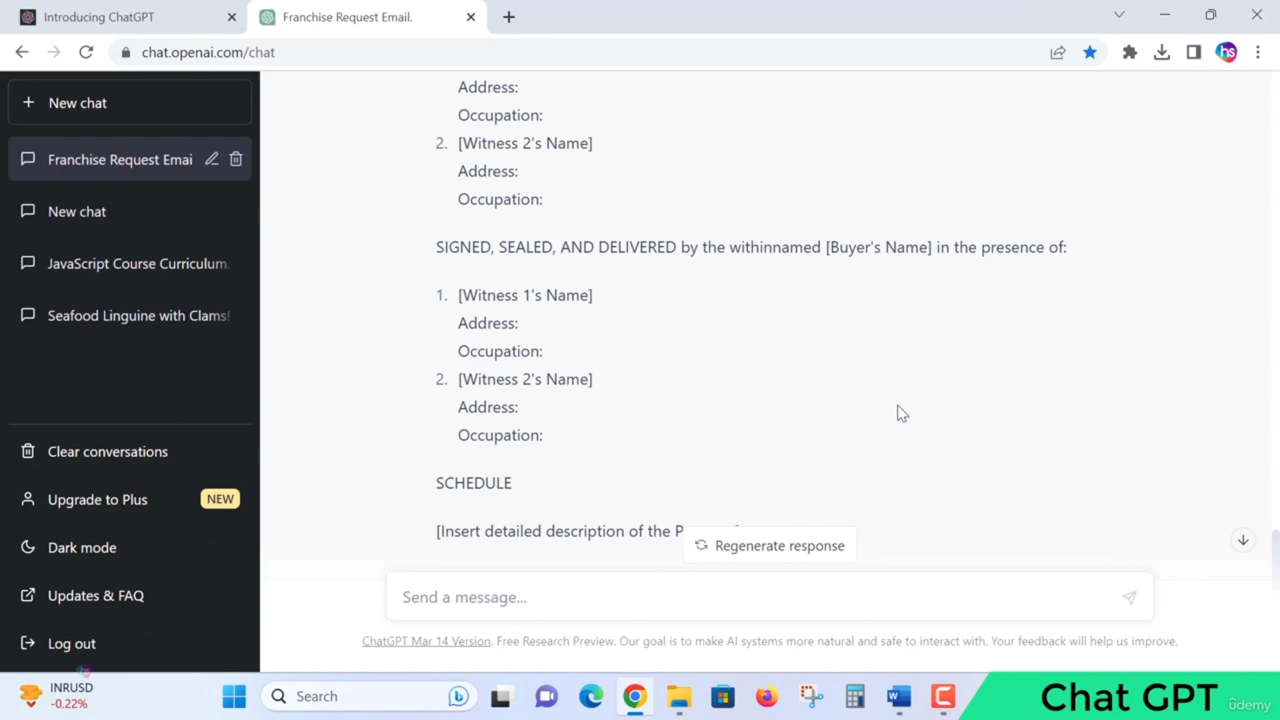 Introducing ChatGPT
Franchise Request Email.
chat.openai.com/chat
New chat
Franchise Request Emai
New chat
JavaScript Course Curriculum.
Seafood Linguine with Clams!
Clear conversations
Upgrade to Plus NEW
Dark mode
Updates & FAQ
Log out
Address:
Occupation:
2. [Witness 2's Name]
Address:
Occupation:
SIGNED, SEALED, AND DELIVERED by the withinnamed [Buyer's Name] in the presence of:
1. [Witness 1's Name]
Address:
Occupation:
2. [Witness 2's Name]
Address:
Occupation:
SCHEDULE
[Insert detailed description of the
Regenerate response
Send a message...
ChatGPT Mar 14 Version. Free Research Preview. Our goal is to make AI systems more natural and safe to interact with. Your feedback will help us improve.
INRUSD
-0.22%
Search
Chat GPT
ûdemy